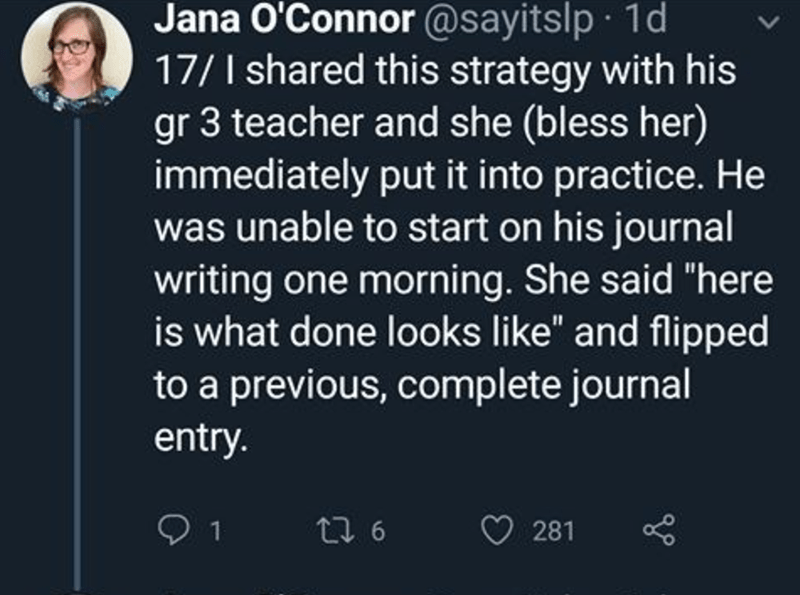 Jana O'Connor @sayitslp · 1d
17/ I shared this strategy with his
gr 3 teacher and she (bless her)
immediately put it into practice. He
was unable to start on his journal
writing one morning. She said "here
is what done looks like" and flipped
to a previous, complete journal
entry.
1 6 281